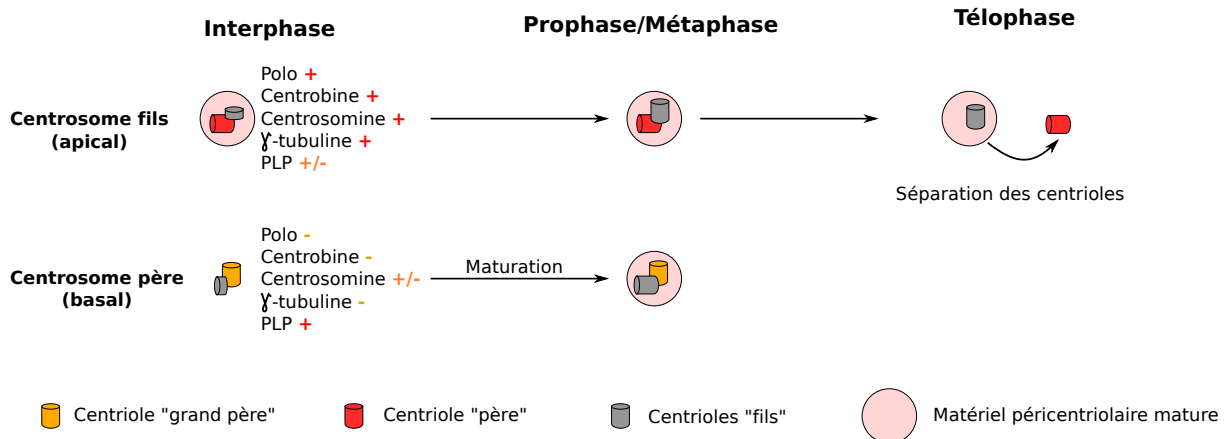 Interphase
Prophase/Métaphase
Télophase
Centrosome fils
(apical)
Polo +
Centrobine +
Centrosomine +
ɣ-tubuline +
PLP +/-
Séparation des centrioles
Centrosome père
(basal)
Polo -
Centrobine -
Centrosomine +/-
ɣ-tubuline -
PLP +
Maturation
Centriole "grand père"
Centriole "père"
Centrioles "fils"
Matériel péricentriolaire mature